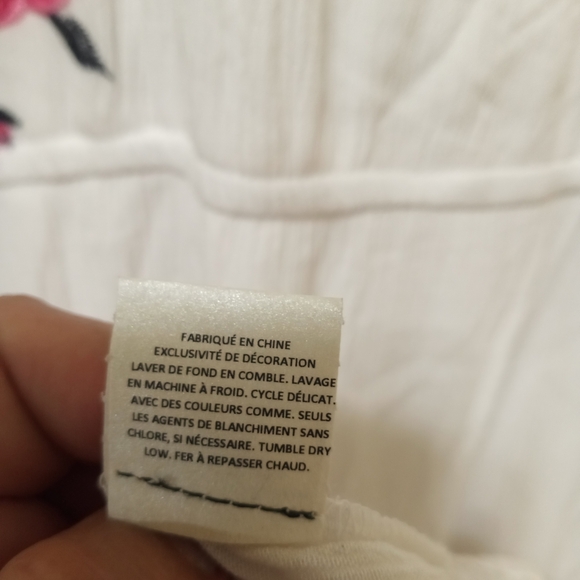 FABRIQUÉ EN CHINE
EXCLUSIVITÉ DE DÉCORATION
LAVER DE FOND EN COMBLE. LAVAGE
EN MACHINE À FROID. CYCLE DÉLICAT.
AVEC DES COULEURS COMME. SEULS
LES AGENTS DE BLANCHIMENT SANS
CHLORE, SI NÉCESSAIRE. TUMBLE DRY
LOW. FER À REPASSER CHAUD.